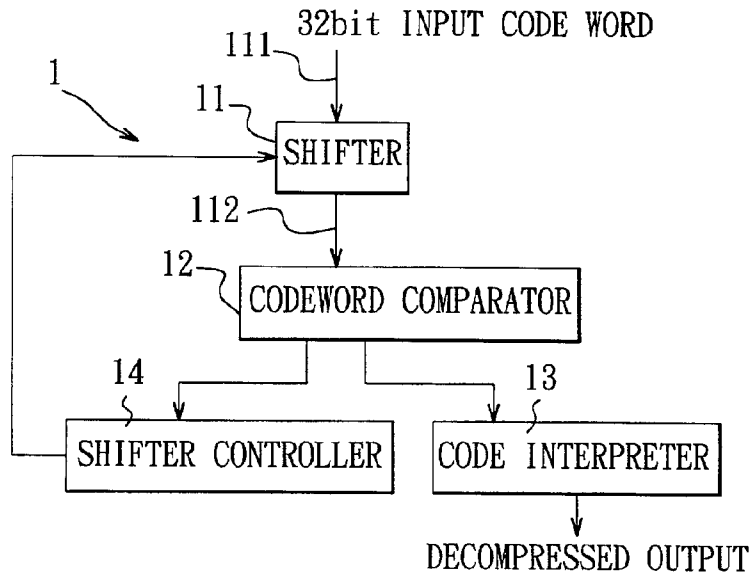 32bit INPUT CODE WORD
111
1
11
SHIFTER
112
12
CODEWORD COMPARATOR
14
13
SHIFTER CONTROLLER
CODE INTERPRETER
DECOMPRESSED OUTPUT